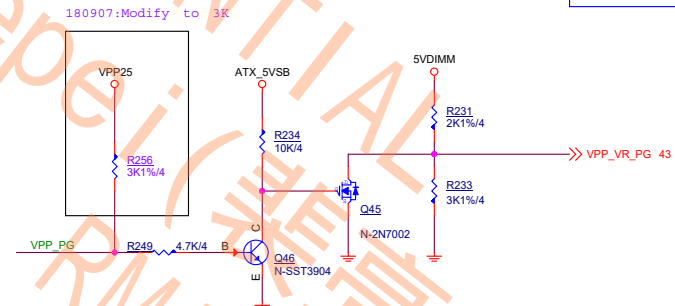 180907:Modify to 3K
VPP25
ATX_5VSB
5VDIMM
R231
2K1%/4
R234
10K/4
R256
3K1%/4
VPP_VR_PG 43
R233
3K1%/4
Q45
N-2N7002
VPP_PG
R249
4.7K/4
B
C
E
Q46
N-SST3904